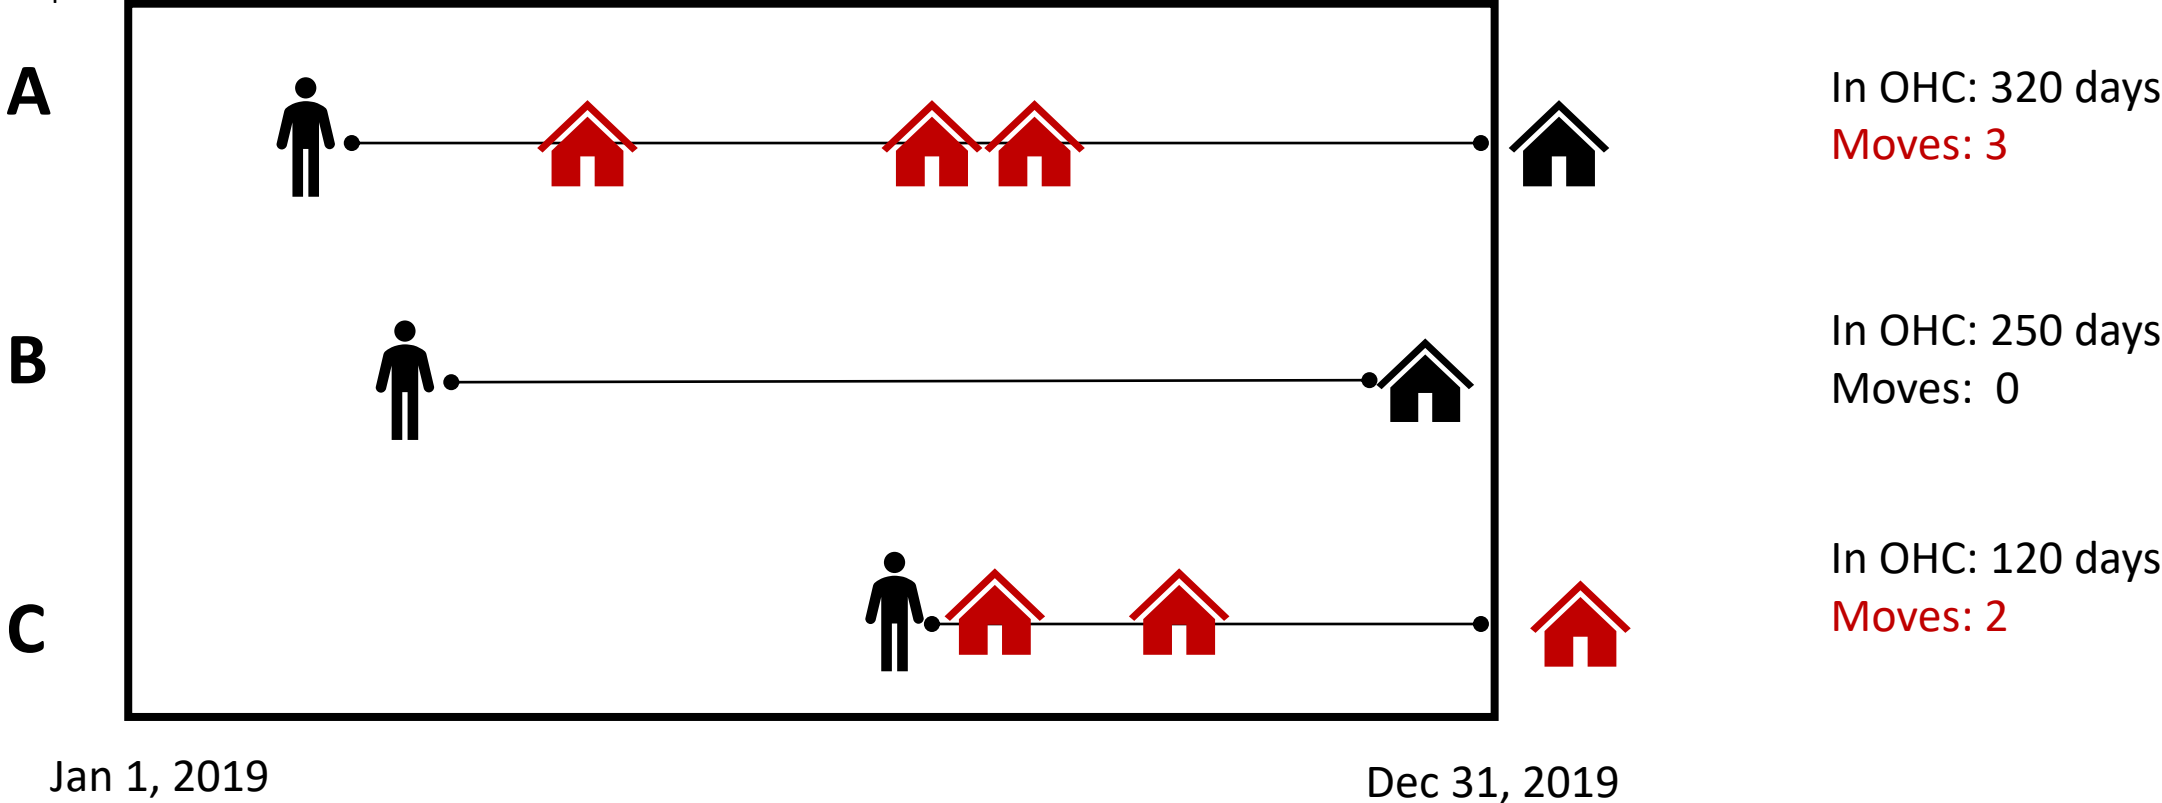 A
In OHC: 320 days
Moves: 3
B
In OHC: 250 days
Moves:  0
C
In OHC: 120 days
Moves: 2
Jan 1, 2019
Dec 31, 2019